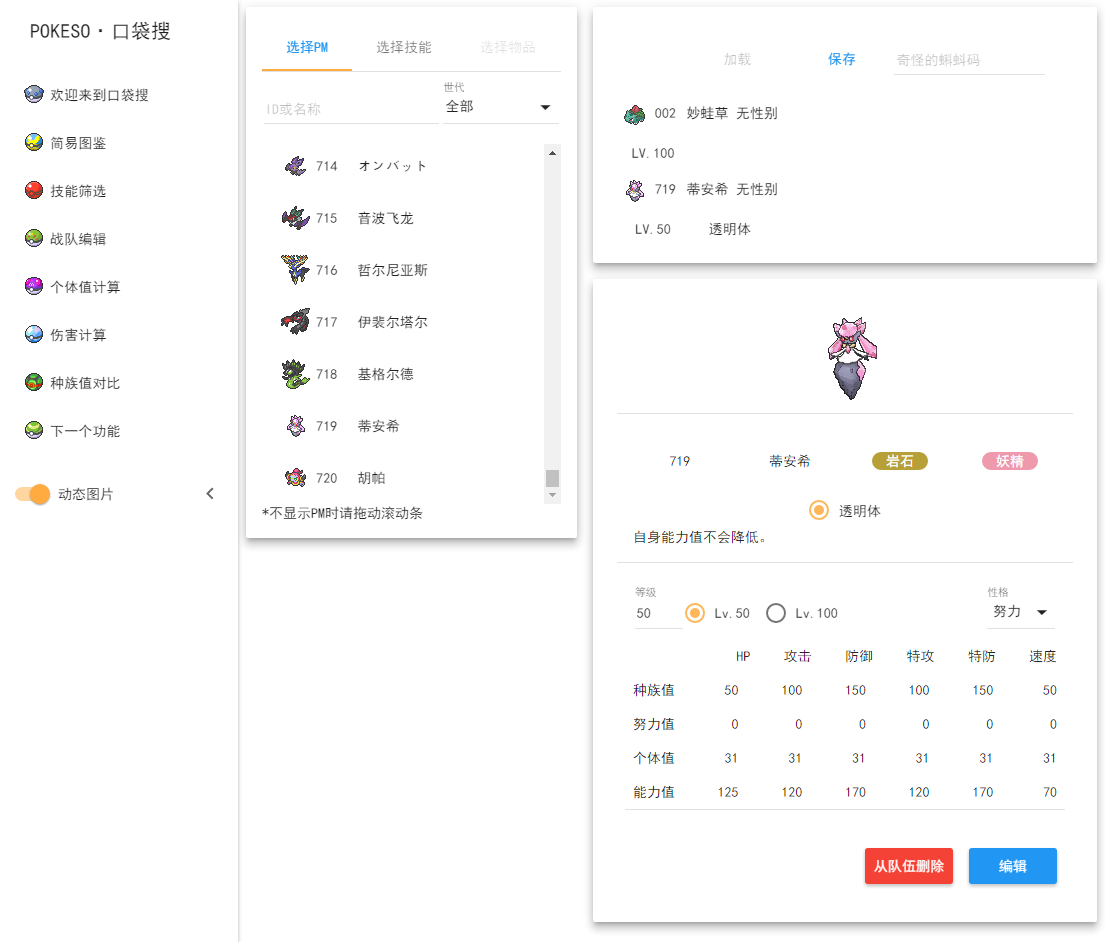 POKESO·口袋搜
欢迎来到口袋搜
简易图鉴
技能筛选
战队编辑
个体值计算
伤害计算
种族值对比
下一个功能
动态图片
选择PM 选择技能 选择物品
世代
ID或名称 全部
714 オンバット
715 音波飞龙
716 哲尔尼亚斯
717 伊裴尔塔尔
718 基格尔德
719 蒂安希
720 胡帕
*不显示PM时请拖动滚动条
加载 保存 奇怪的蝌蚪码
002 妙蛙草 无性别
LV.100
719 蒂安希 无性别
LV.50 透明体
719 蒂安希 岩石 妖精
透明体
自身能力值不会降低。
等级 性格
50 Lv.50 Lv.100 努力
HP 攻击 防御 特攻 特防 速度
种族值 50 100 150 100 150 50
努力值 0 0 0 0 0 0
个体值 31 31 31 31 31 31
能力值 125 120 170 120 170 70
从队伍删除 编辑